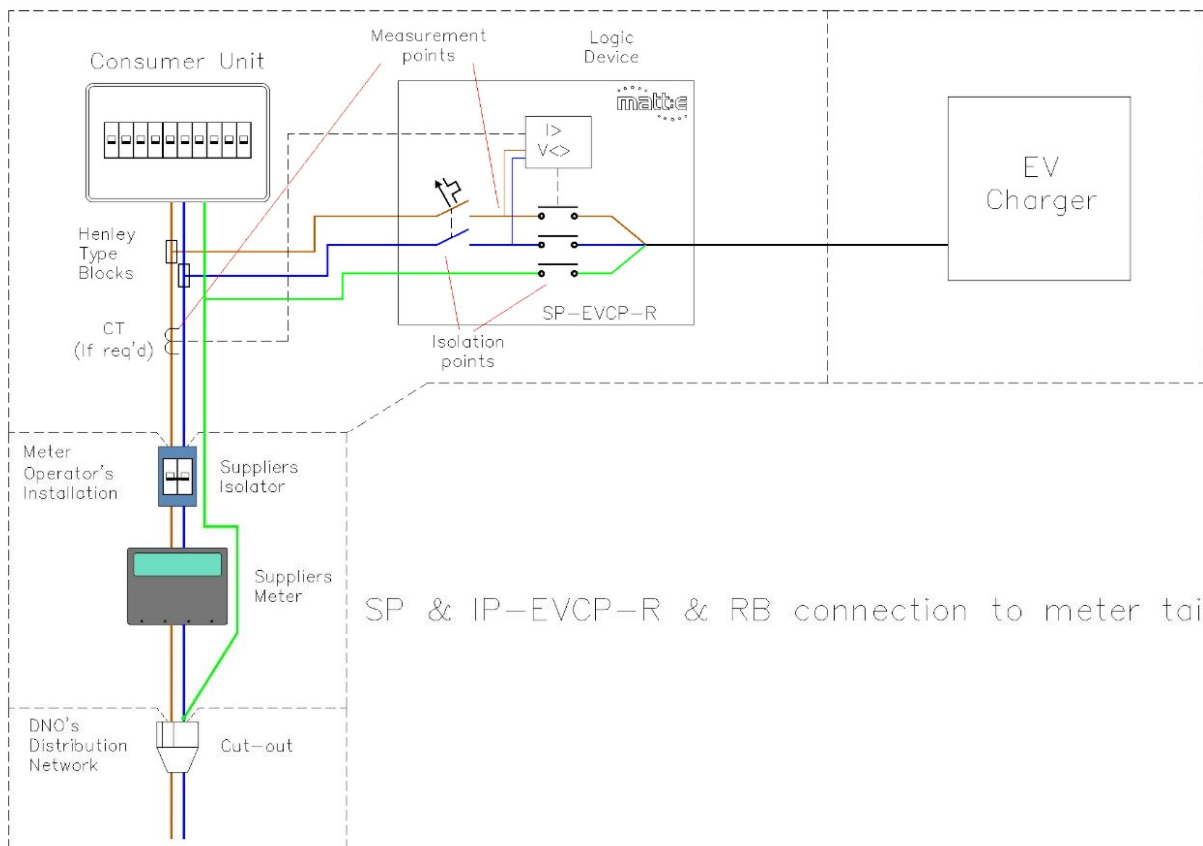 Measurement
points
Logic
Device
Consumer Unit
matt:e
I>
V<>
EV
Charger
Henley
Type
Blocks
SP-EVCP-R
CT
(If req'd)
Isolation
points
Meter
Operator's
Installation
Suppliers
Isolator
Suppliers
Meter
SP & IP-EVCP-R & RB connection to meter tai
DNO's
Distribution
Network
Cut-out